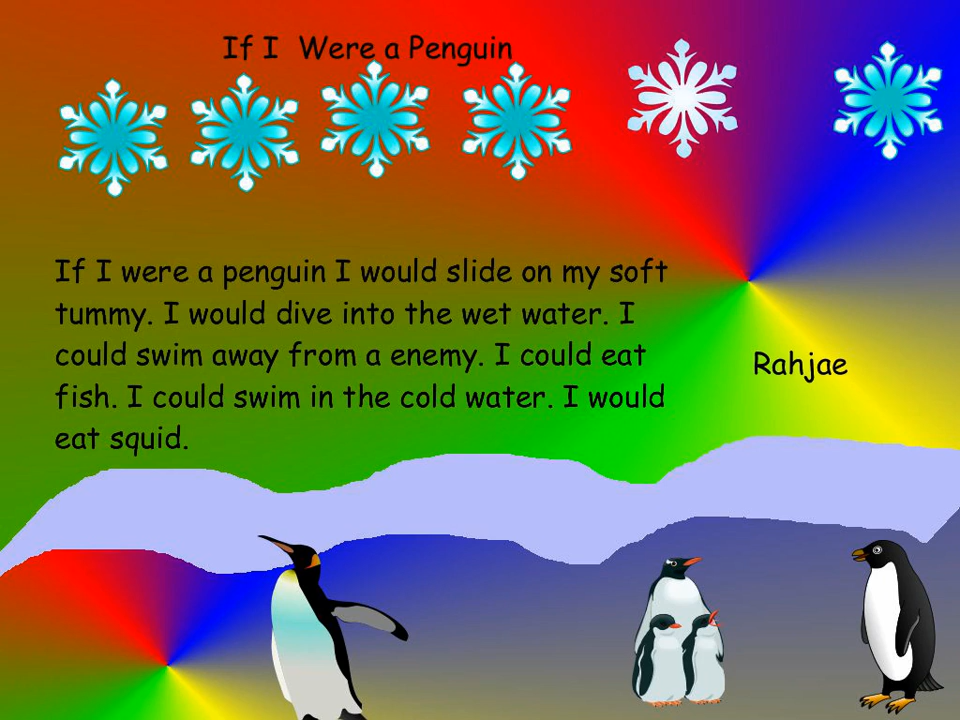 If I  Were a Penguin
If I were a penguin I would slide on my soft
tummy. I would dive into the wet water. I
could swim away from a enemy. I could eat
fish. I could swim in the cold water. I would
eat squid.
Rahjae